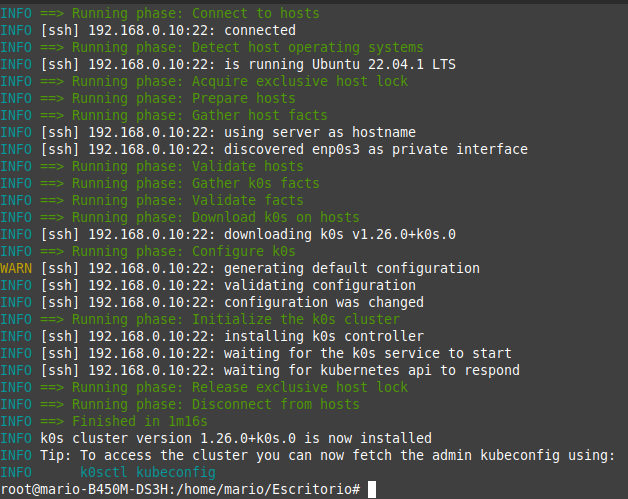 INFO ==> Running phase: Connect to hosts
INFO [ssh] 192.168.0.10:22: connected
INFO ==> Running phase: Detect host operating systems
INFO [ssh] 192.168.0.10:22: is running Ubuntu 22.04.1 LTS
INFO ==> Running phase: Acquire exclusive host lock
INFO ==> Running phase: Prepare hosts
INFO ==> Running phase: Gather host facts
INFO [ssh] 192.168.0.10:22: using server as hostname
INFO [ssh] 192.168.0.10:22: discovered enp0s3 as private interface
INFO ==> Running phase: Validate hosts
INFO ==> Running phase: Gather k0s facts
INFO ==> Running phase: Validate facts
INFO ==> Running phase: Download k0s on hosts
INFO [ssh] 192.168.0.10:22: downloading k0s v1.26.0+k0s.0
INFO ==> Running phase: Configure k0s
WARN [ssh] 192.168.0.10:22: generating default configuration
INFO [ssh] 192.168.0.10:22: validating configuration
INFO [ssh] 192.168.0.10:22: configuration was changed
INFO ==> Running phase: Initialize the k0s cluster
INFO [ssh] 192.168.0.10:22: installing k0s controller
INFO [ssh] 192.168.0.10:22: waiting for the k0s service to start
INFO [ssh] 192.168.0.10:22: waiting for kubernetes api to respond
INFO ==> Running phase: Release exclusive host lock
INFO ==> Running phase: Disconnect from hosts
INFO ==> Finished in 1m16s
INFO k0s cluster version 1.26.0+k0s.0 is now installed
INFO Tip: To access the cluster you can now fetch the admin kubeconfig using:
INFO      k0sctl kubeconfig
root@mario-B450M-DS3H:/home/mario/Escritorio#